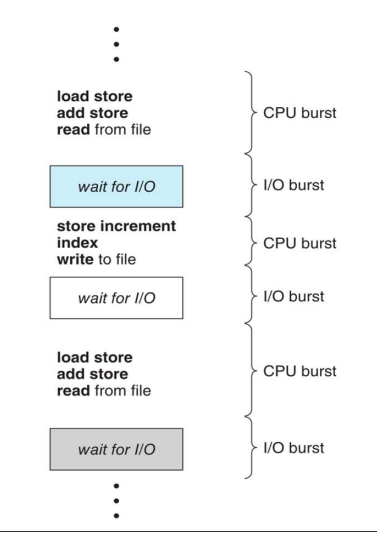 load store
add store
read from file
CPU burst
wait for I/O
I/O burst
store increment
index
write to file
CPU burst
wait for I/O
I/O burst
load store
add store
read from file
CPU burst
wait for I/O
I/O burst